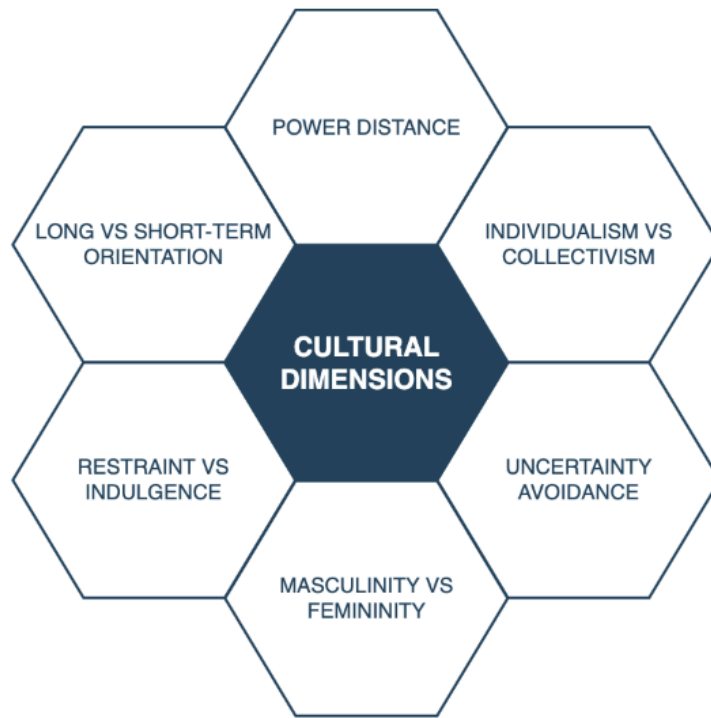 POWER DISTANCE
LONG VS SHORT-TERM
ORIENTATION
INDIVIDUALISM VS
COLLECTIVISM
CULTURAL
DIMENSIONS
RESTRAINT VS
INDULGENCE
UNCERTAINTY
AVOIDANCE
MASCULINITY VS
FEMININITY